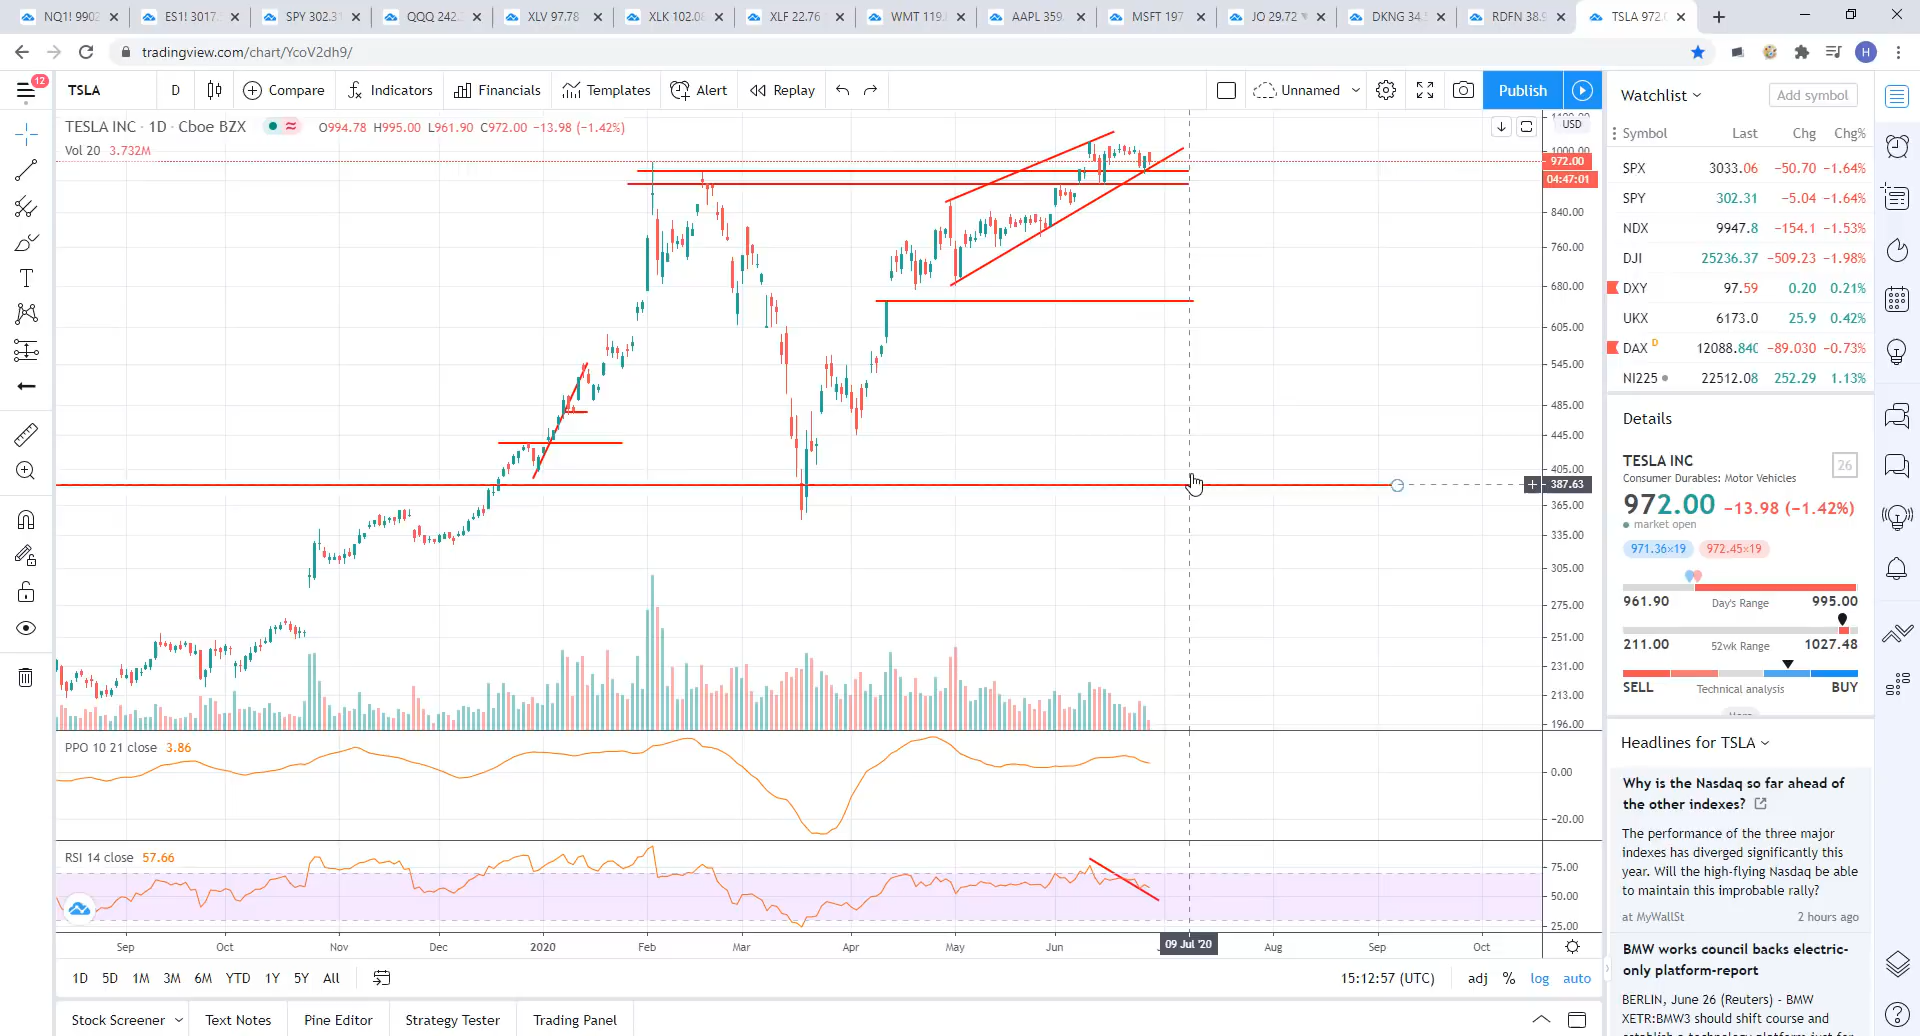 NQ1! 9902
ES1! 3017.
SPY 302.31
QQQ 242.
XLV 97.78
XLK 102.08
XLF 22.76
WMT 119.
AAPL 359.
MSFT 197
JO 29.72
DKNG 34.
RDFN 38.9
TSLA 972.
tradingview.com/chart/YcoV2dh9/
H
12
TSLA
D
Compare
Indicators
Financials
Templates
Alert
Replay
Unnamed
Publish
TESLA INC · 1D · Cboe BZX
O994.78 H995.00 L961.90 C972.00 −13.98 (−1.42%)
Vol 20 3.732M
USD
1000.00
972.00
04:47:01
840.00
760.00
680.00
605.00
545.00
485.00
445.00
405.00
387.63
365.00
335.00
305.00
275.00
251.00
231.00
213.00
196.00
PPO 10 21 close 3.86
0.00
−20.00
RSI 14 close 57.66
75.00
50.00
25.00
Sep
Oct
Nov
Dec
2020
Feb
Mar
Apr
May
Jun
09 Jul '20
Aug
Sep
Oct
1D 5D 1M 3M 6M YTD 1Y 5Y All
15:12:57 (UTC)
adj % log auto
Stock Screener
Text Notes
Pine Editor
Strategy Tester
Trading Panel
Watchlist
Add symbol
Symbol Last Chg Chg%
SPX 3033.06 −50.70 −1.64%
SPY 302.31 −5.04 −1.64%
NDX 9947.8 −154.1 −1.53%
DJI 25236.37 −509.23 −1.98%
DXY 97.59 0.20 0.21%
UKX 6173.0 25.9 0.42%
DAX D 12088.84 −89.030 −0.73%
NI225 22512.08 252.29 1.13%
Details
TESLA INC
26
Consumer Durables: Motor Vehicles
972.00 −13.98 (−1.42%)
market open
971.36×19 972.45×19
961.90 Day's Range 995.00
211.00 52wk Range 1027.48
SELL Technical analysis BUY
Headlines for TSLA
Why is the Nasdaq so far ahead of
the other indexes?
The performance of the three major
indexes has diverged significantly this
year. Will the high-flying Nasdaq be able
to maintain this improbable rally?
at MyWallSt 2 hours ago
BMW works council backs electric-
only platform-report
BERLIN, June 26 (Reuters) - BMW
XETR:BMW3 should shift course and